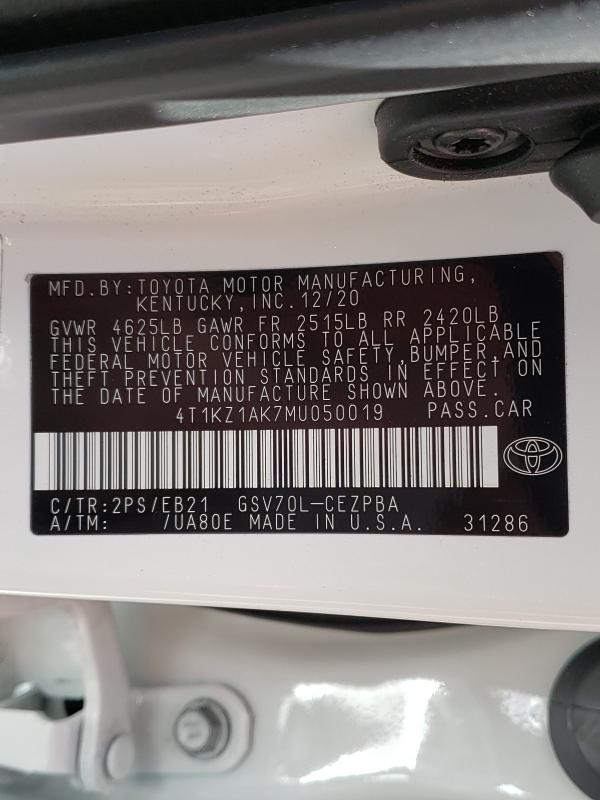 MFD.BY:TOYOTA MOTOR MANUFACTURING,
KENTUCKY,INC.12/20
GVWR 4625LB GAWR FR 2515LB RR 2420LB
THIS VEHICLE CONFORMS TO ALL APPLICABLE
FEDERAL MOTOR VEHICLE SAFETY,BUMPER,AND
THEFT PREVENTION STANDARDS IN EFFECT ON
THE DATE OF MANUFACTURE SHOWN ABOVE.
4T1KZ1AK7MU050019 PASS.CAR
C/TR:2PS/EB21 GSV70L-CEZPBA
A/TM: /UA80E MADE IN U.S.A. 31286